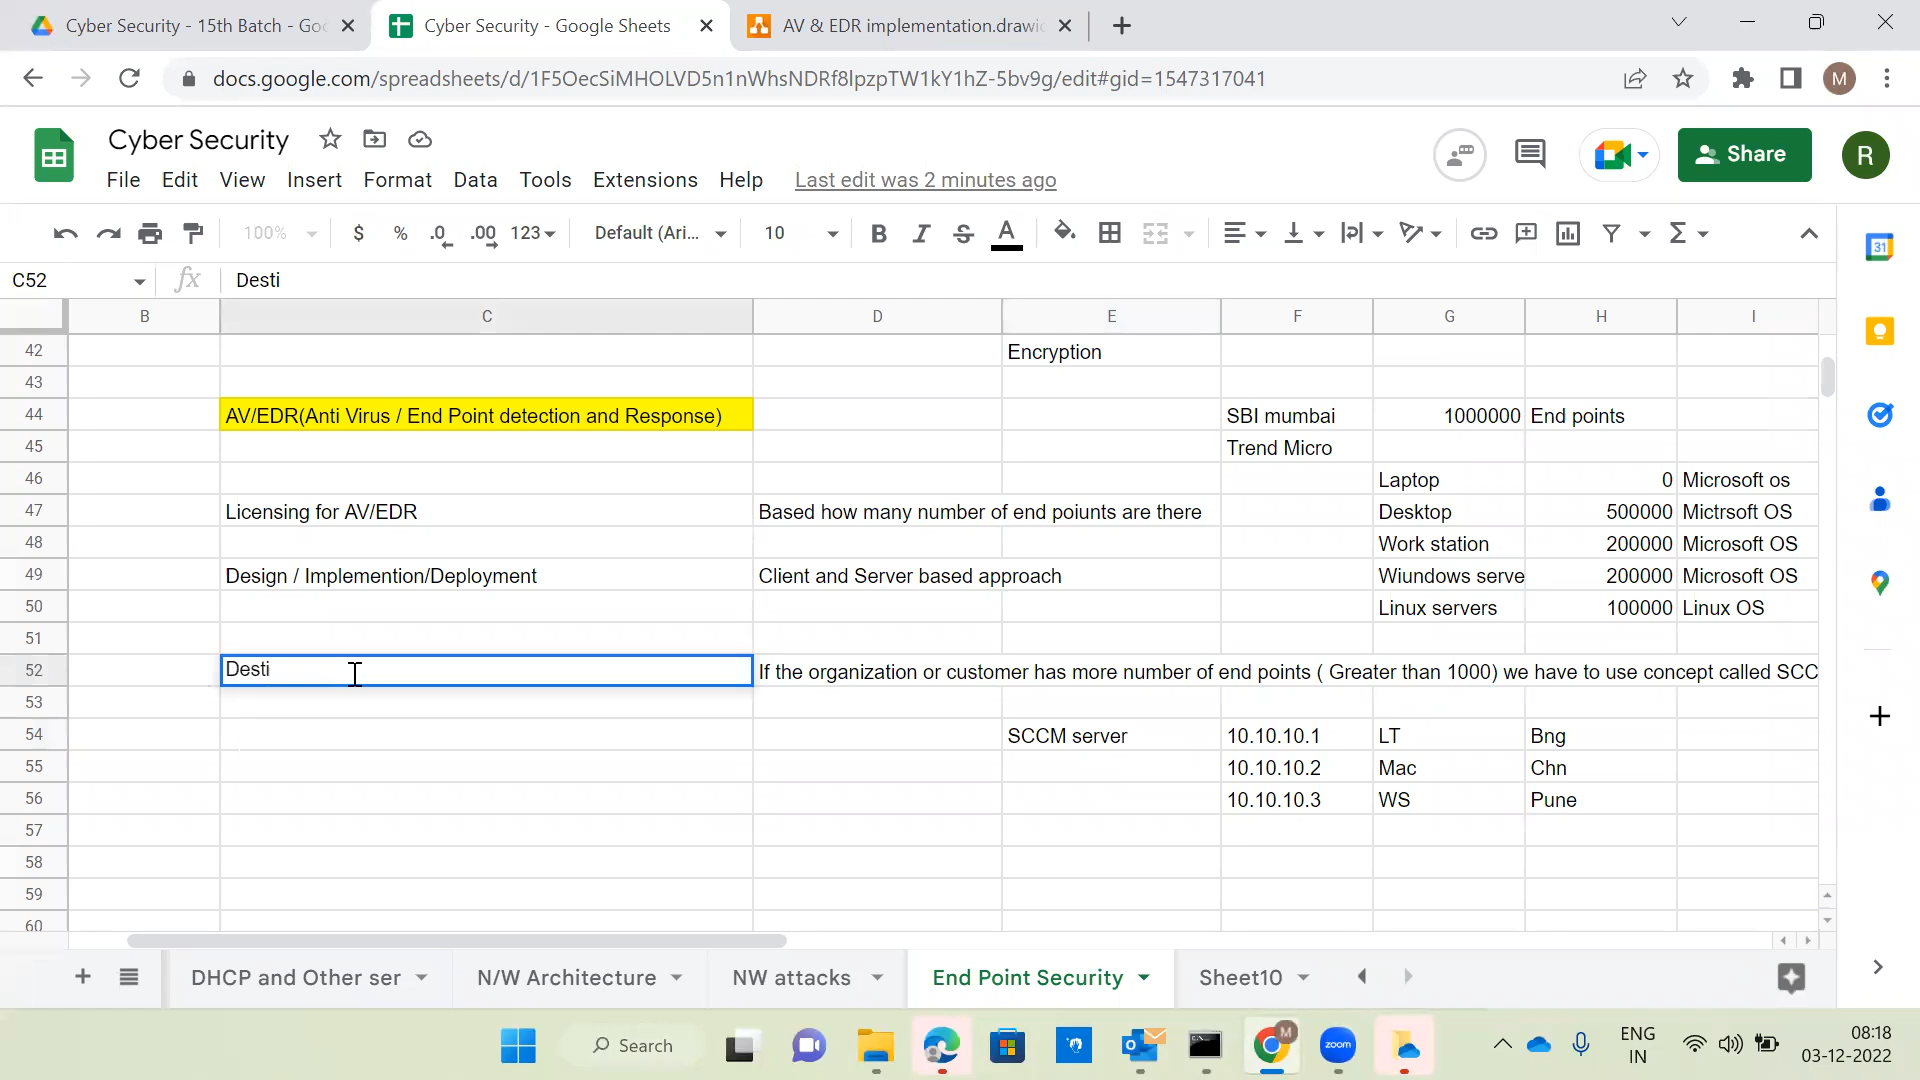 Cyber Security - 15th Batch - Goo
Cyber Security - Google Sheets
AV & EDR implementation.drawio
docs.google.com/spreadsheets/d/1F5OecSiMHOLVD5n1nWhsNDRf8lpzpTW1kY1hZ-5bv9g/edit#gid=1547317041
M
Cyber Security
Share
R
File Edit View Insert Format Data Tools Extensions Help Last edit was 2 minutes ago
100% $ % .0 .00 123 Default (Ari... 10 B I S A
31
C52 fx Desti
B C D E F G H I
42 Encryption
43
44 AV/EDR(Anti Virus / End Point detection and Response) SBI mumbai 1000000 End points
45 Trend Micro
46 Laptop 0 Microsoft os
47 Licensing for AV/EDR Based how many number of end poiunts are there Desktop 500000 Mictrsoft OS
48 Work station 200000 Microsoft OS
49 Design / Implemention/Deployment Client and Server based approach Wiundows serve 200000 Microsoft OS
50 Linux servers 100000 Linux OS
51
52 Desti If the organization or customer has more number of end points ( Greater than 1000) we have to use concept called SCC
53
54 SCCM server 10.10.10.1 LT Bng
55 10.10.10.2 Mac Chn
56 10.10.10.3 WS Pune
57
58
59
60
DHCP and Other ser N/W Architecture NW attacks End Point Security Sheet10
Search
zoom
M
ENG
IN
08:18
03-12-2022